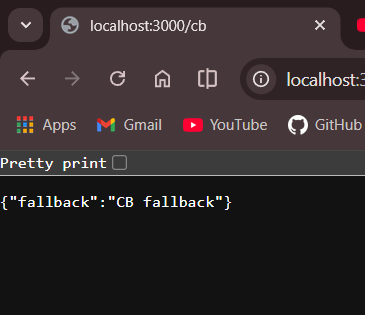 localhost:3000/cb
localhost:3
Apps
Gmail
YouTube
GitHub
Pretty print
{"fallback":"CB fallback"}